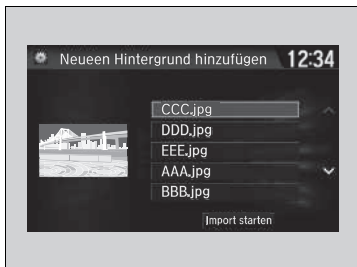 Neueen Hintergrund hinzufügen 12:34
CCC.jpg
DDD.jpg
EEE.jpg
AAA.jpg
BBB.jpg
Import starten